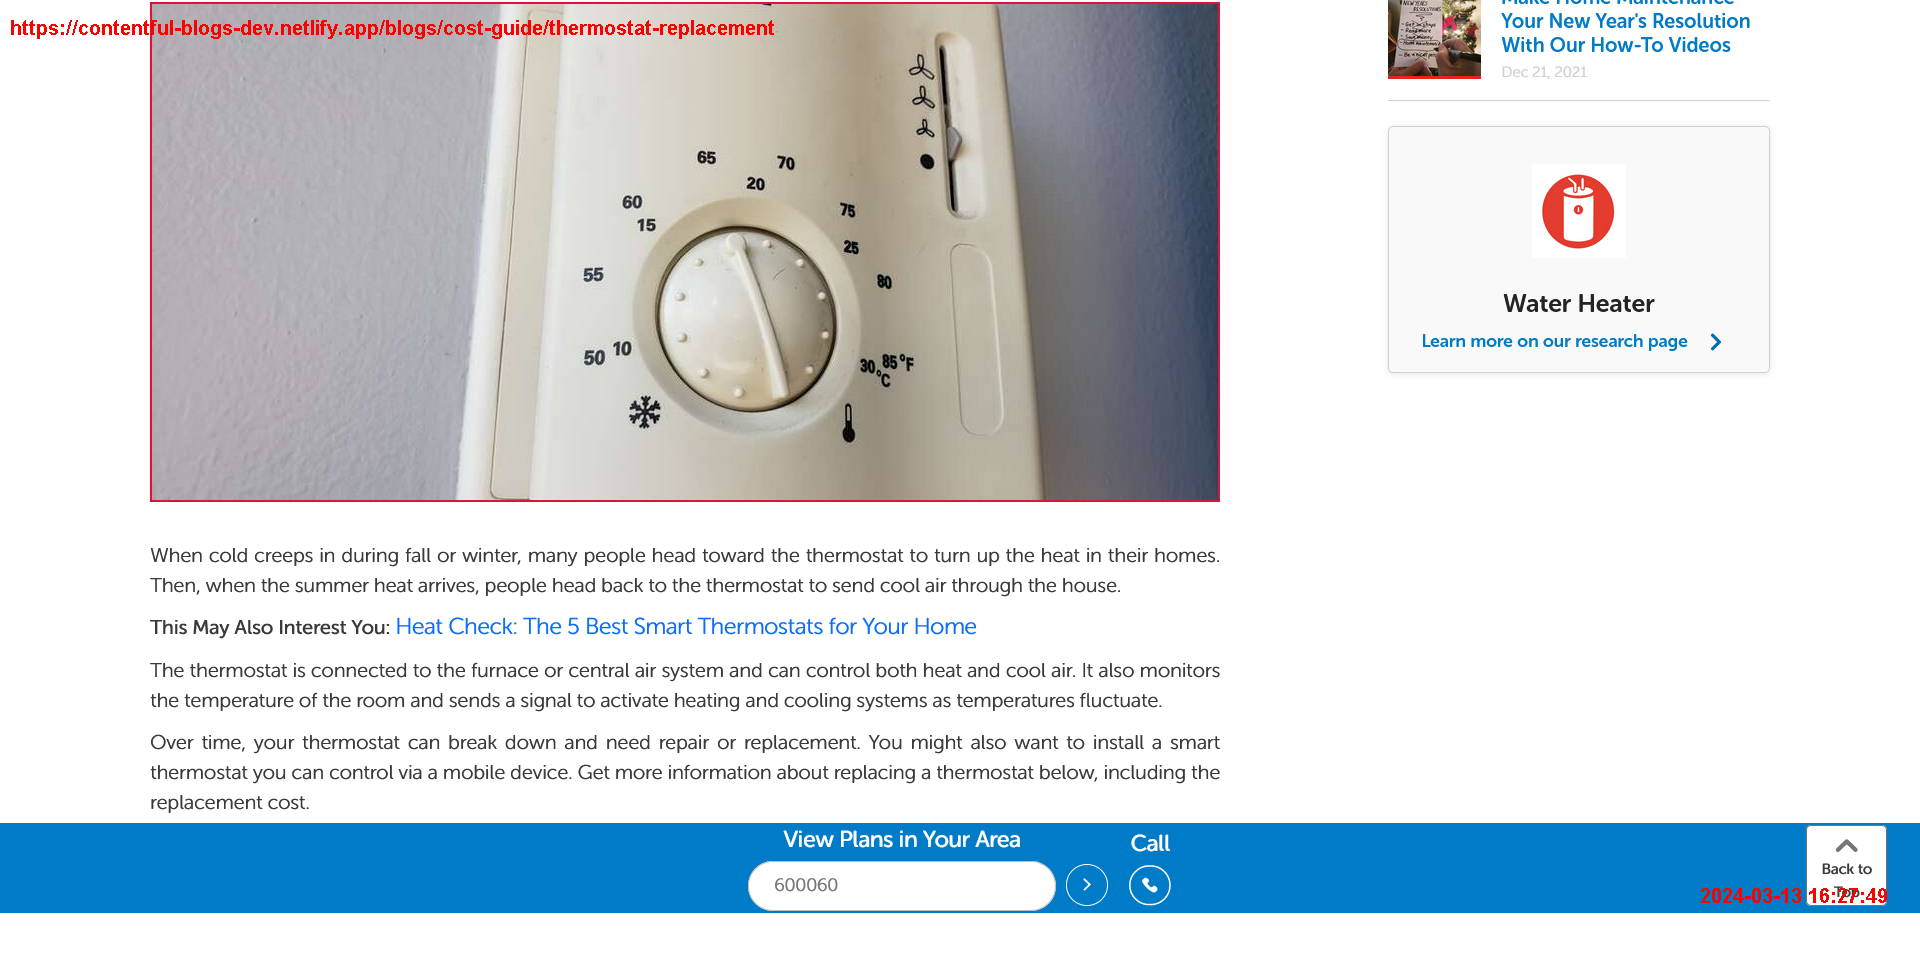 https://contentful-blogs-dev.netlify.app/blogs/cost-guide/thermostat-replacement
65
70
20
60
15
75
25
55
80
50 10
30 85 °F
°C
When cold creeps in during fall or winter, many people head toward the thermostat to turn up the heat in their homes.
Then, when the summer heat arrives, people head back to the thermostat to send cool air through the house.
This May Also Interest You: Heat Check: The 5 Best Smart Thermostats for Your Home
The thermostat is connected to the furnace or central air system and can control both heat and cool air. It also monitors
the temperature of the room and sends a signal to activate heating and cooling systems as temperatures fluctuate.
Over time, your thermostat can break down and need repair or replacement. You might also want to install a smart
thermostat you can control via a mobile device. Get more information about replacing a thermostat below, including the
replacement cost.
Make Home Maintenance
Your New Year's Resolution
With Our How-To Videos
Dec 21, 2021
Water Heater
Learn more on our research page
View Plans in Your Area
600060
Call
Back to
Top
2024-03-13 16:27:49